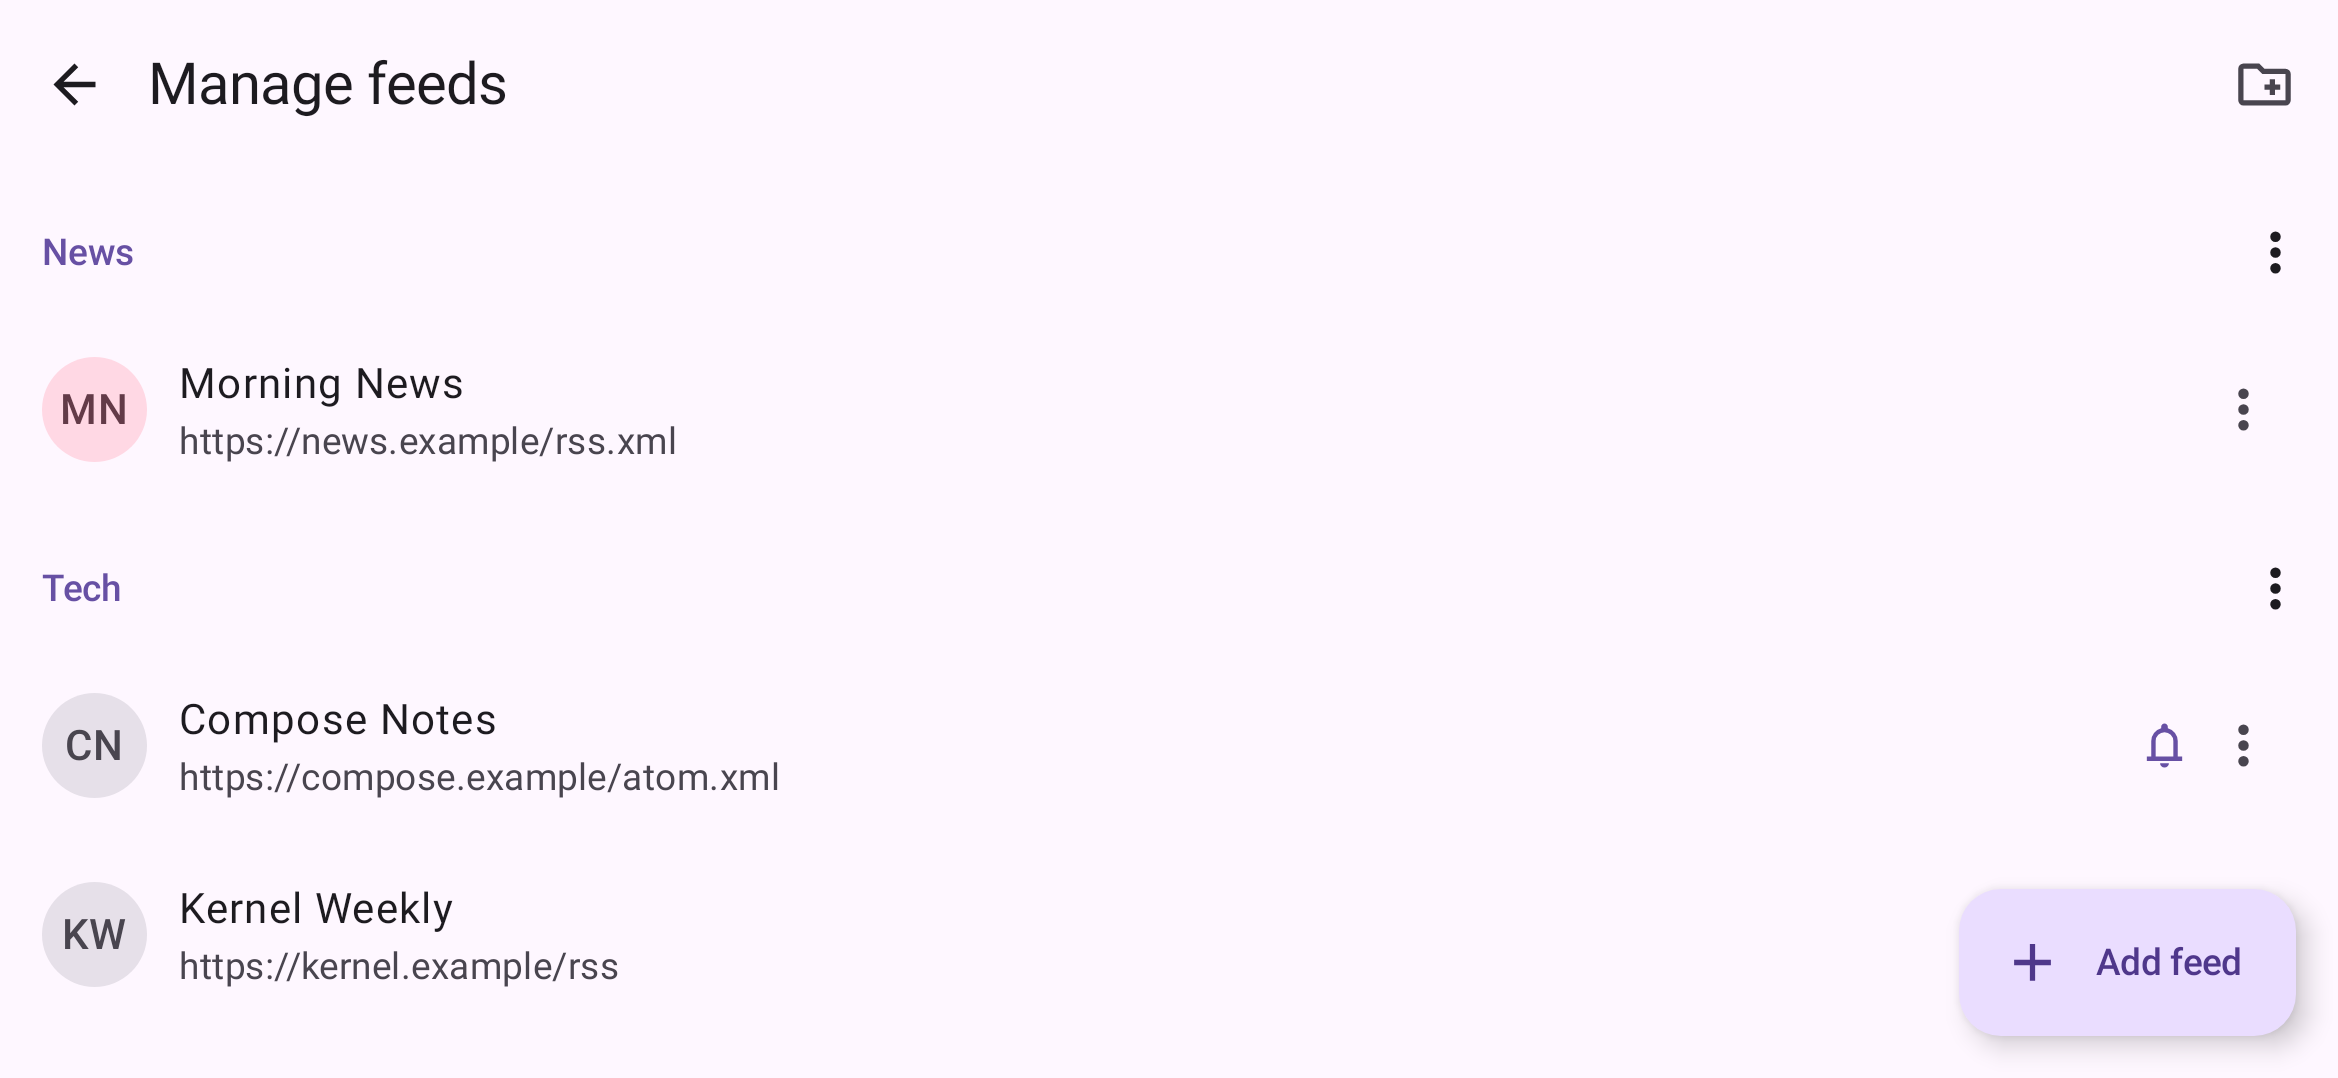 Manage feeds
News
MN
Morning News
https://news.example/rss.xml
Tech
CN
Compose Notes
https://compose.example/atom.xml
KW
Kernel Weekly
https://kernel.example/rss
Add feed